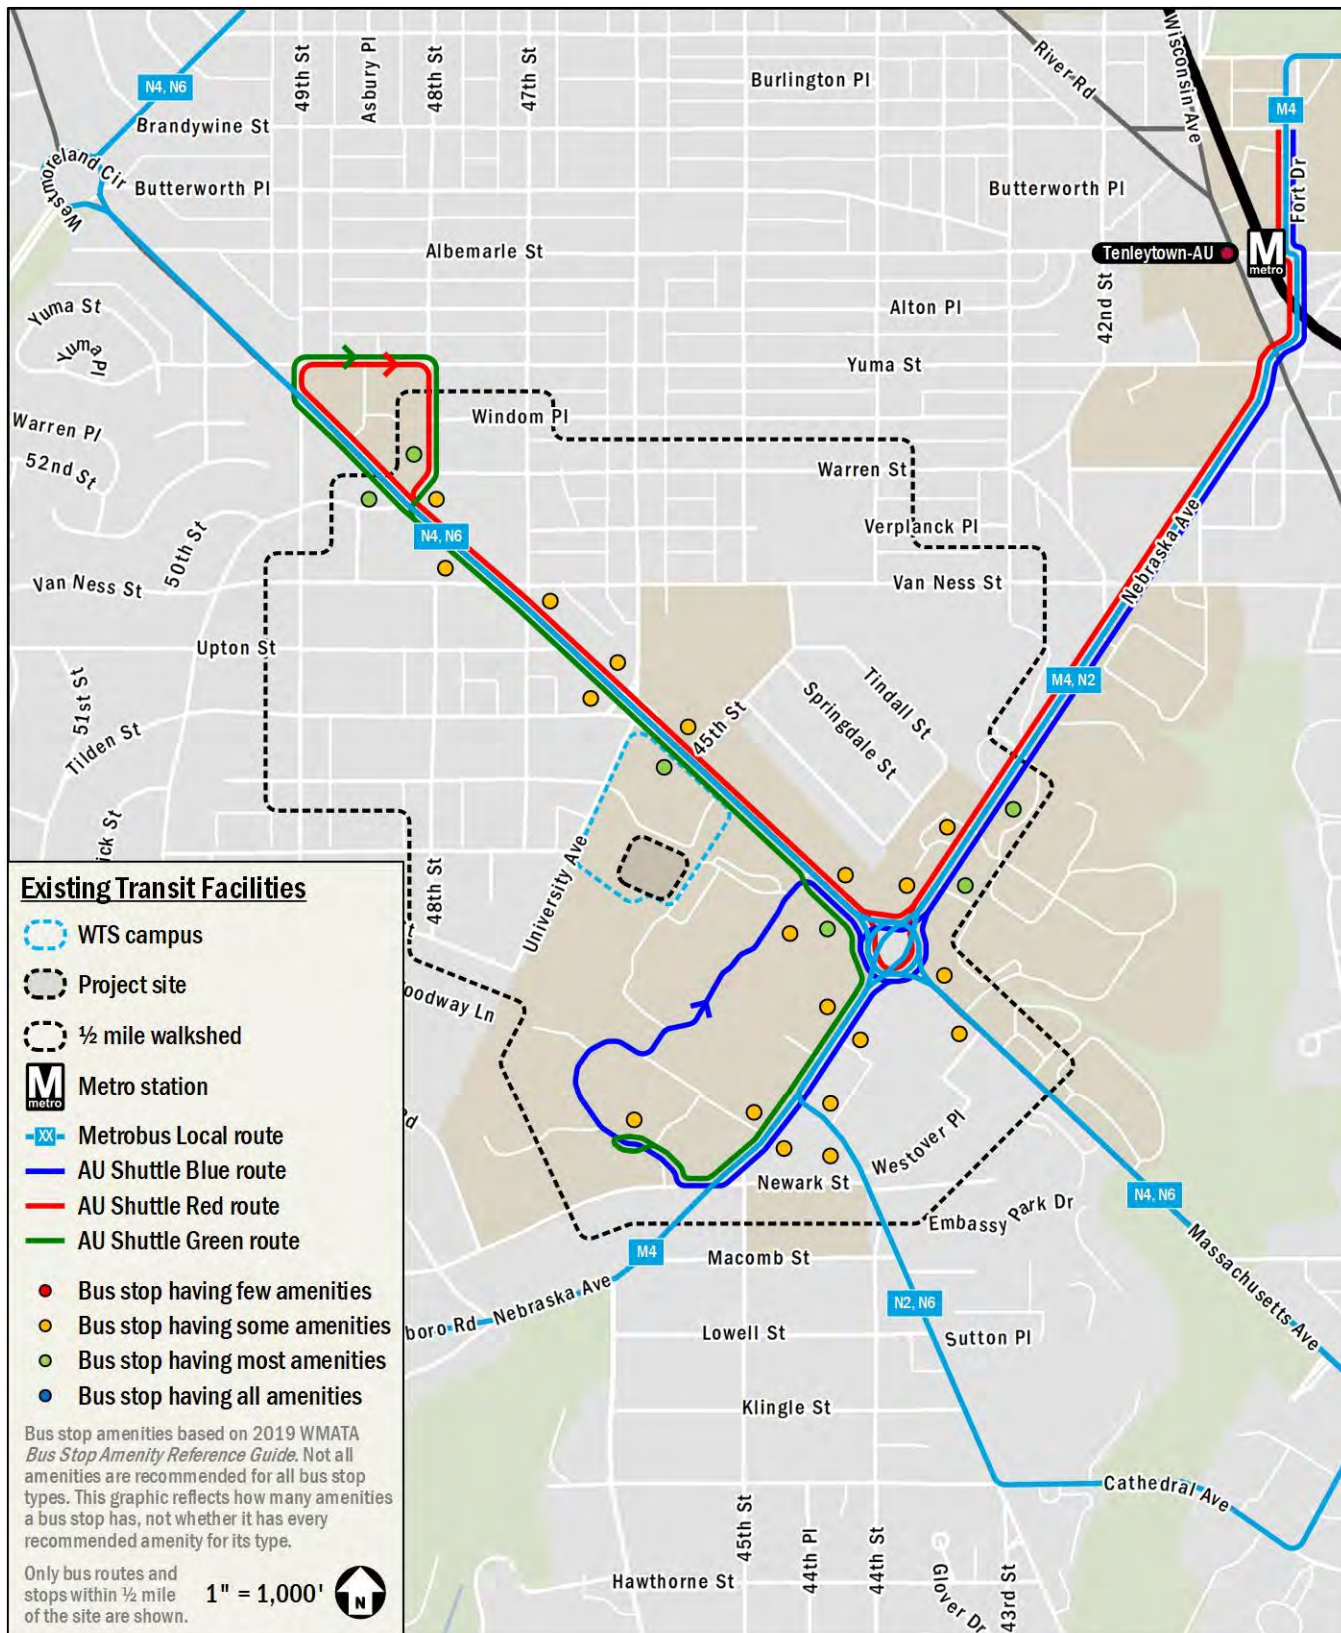 49th St
Asbury Pl
48th St
47th St
Burlington Pl
River Rd
Wisconsin Ave
N4, N6
M4
Brandywine St
Westmoreland Cir
Butterworth Pl
Butterworth Pl
Fort Dr
Albemarle St
Tenleytown-AU
M
metro
42nd St
Yuma St
Alton Pl
Yuma Pl
Yuma St
Warren Pl
Windom Pl
52nd St
Warren St
50th St
N4, N6
Verplanck Pl
Nebraska Ave
Van Ness St
Van Ness St
Upton St
Tindall St
M4, N2
51st St
Springdale St
45th St
Tilden St
ick St
University Ave
48th St
oodway Ln
Westover Pl
Newark St
Embassy Park Dr
N4, N6
M4
Macomb St
Massachusetts Ave
boro Rd
Nebraska Ave
N2, N6
Lowell St
Sutton Pl
Klingle St
Cathedral Ave
45th St
44th Pl
44th St
Glover Dr
43rd St
Hawthorne St
Existing Transit Facilities
WTS campus
Project site
½ mile walkshed
M
metro
Metro station
XX
Metrobus Local route
AU Shuttle Blue route
AU Shuttle Red route
AU Shuttle Green route
Bus stop having few amenities
Bus stop having some amenities
Bus stop having most amenities
Bus stop having all amenities
Bus stop amenities based on 2019 WMATA
Bus Stop Amenity Reference Guide. Not all
amenities are recommended for all bus stop
types. This graphic reflects how many amenities
a bus stop has, not whether it has every
recommended amenity for its type.
Only bus routes and
stops within ½ mile
of the site are shown.
1" = 1,000'
N